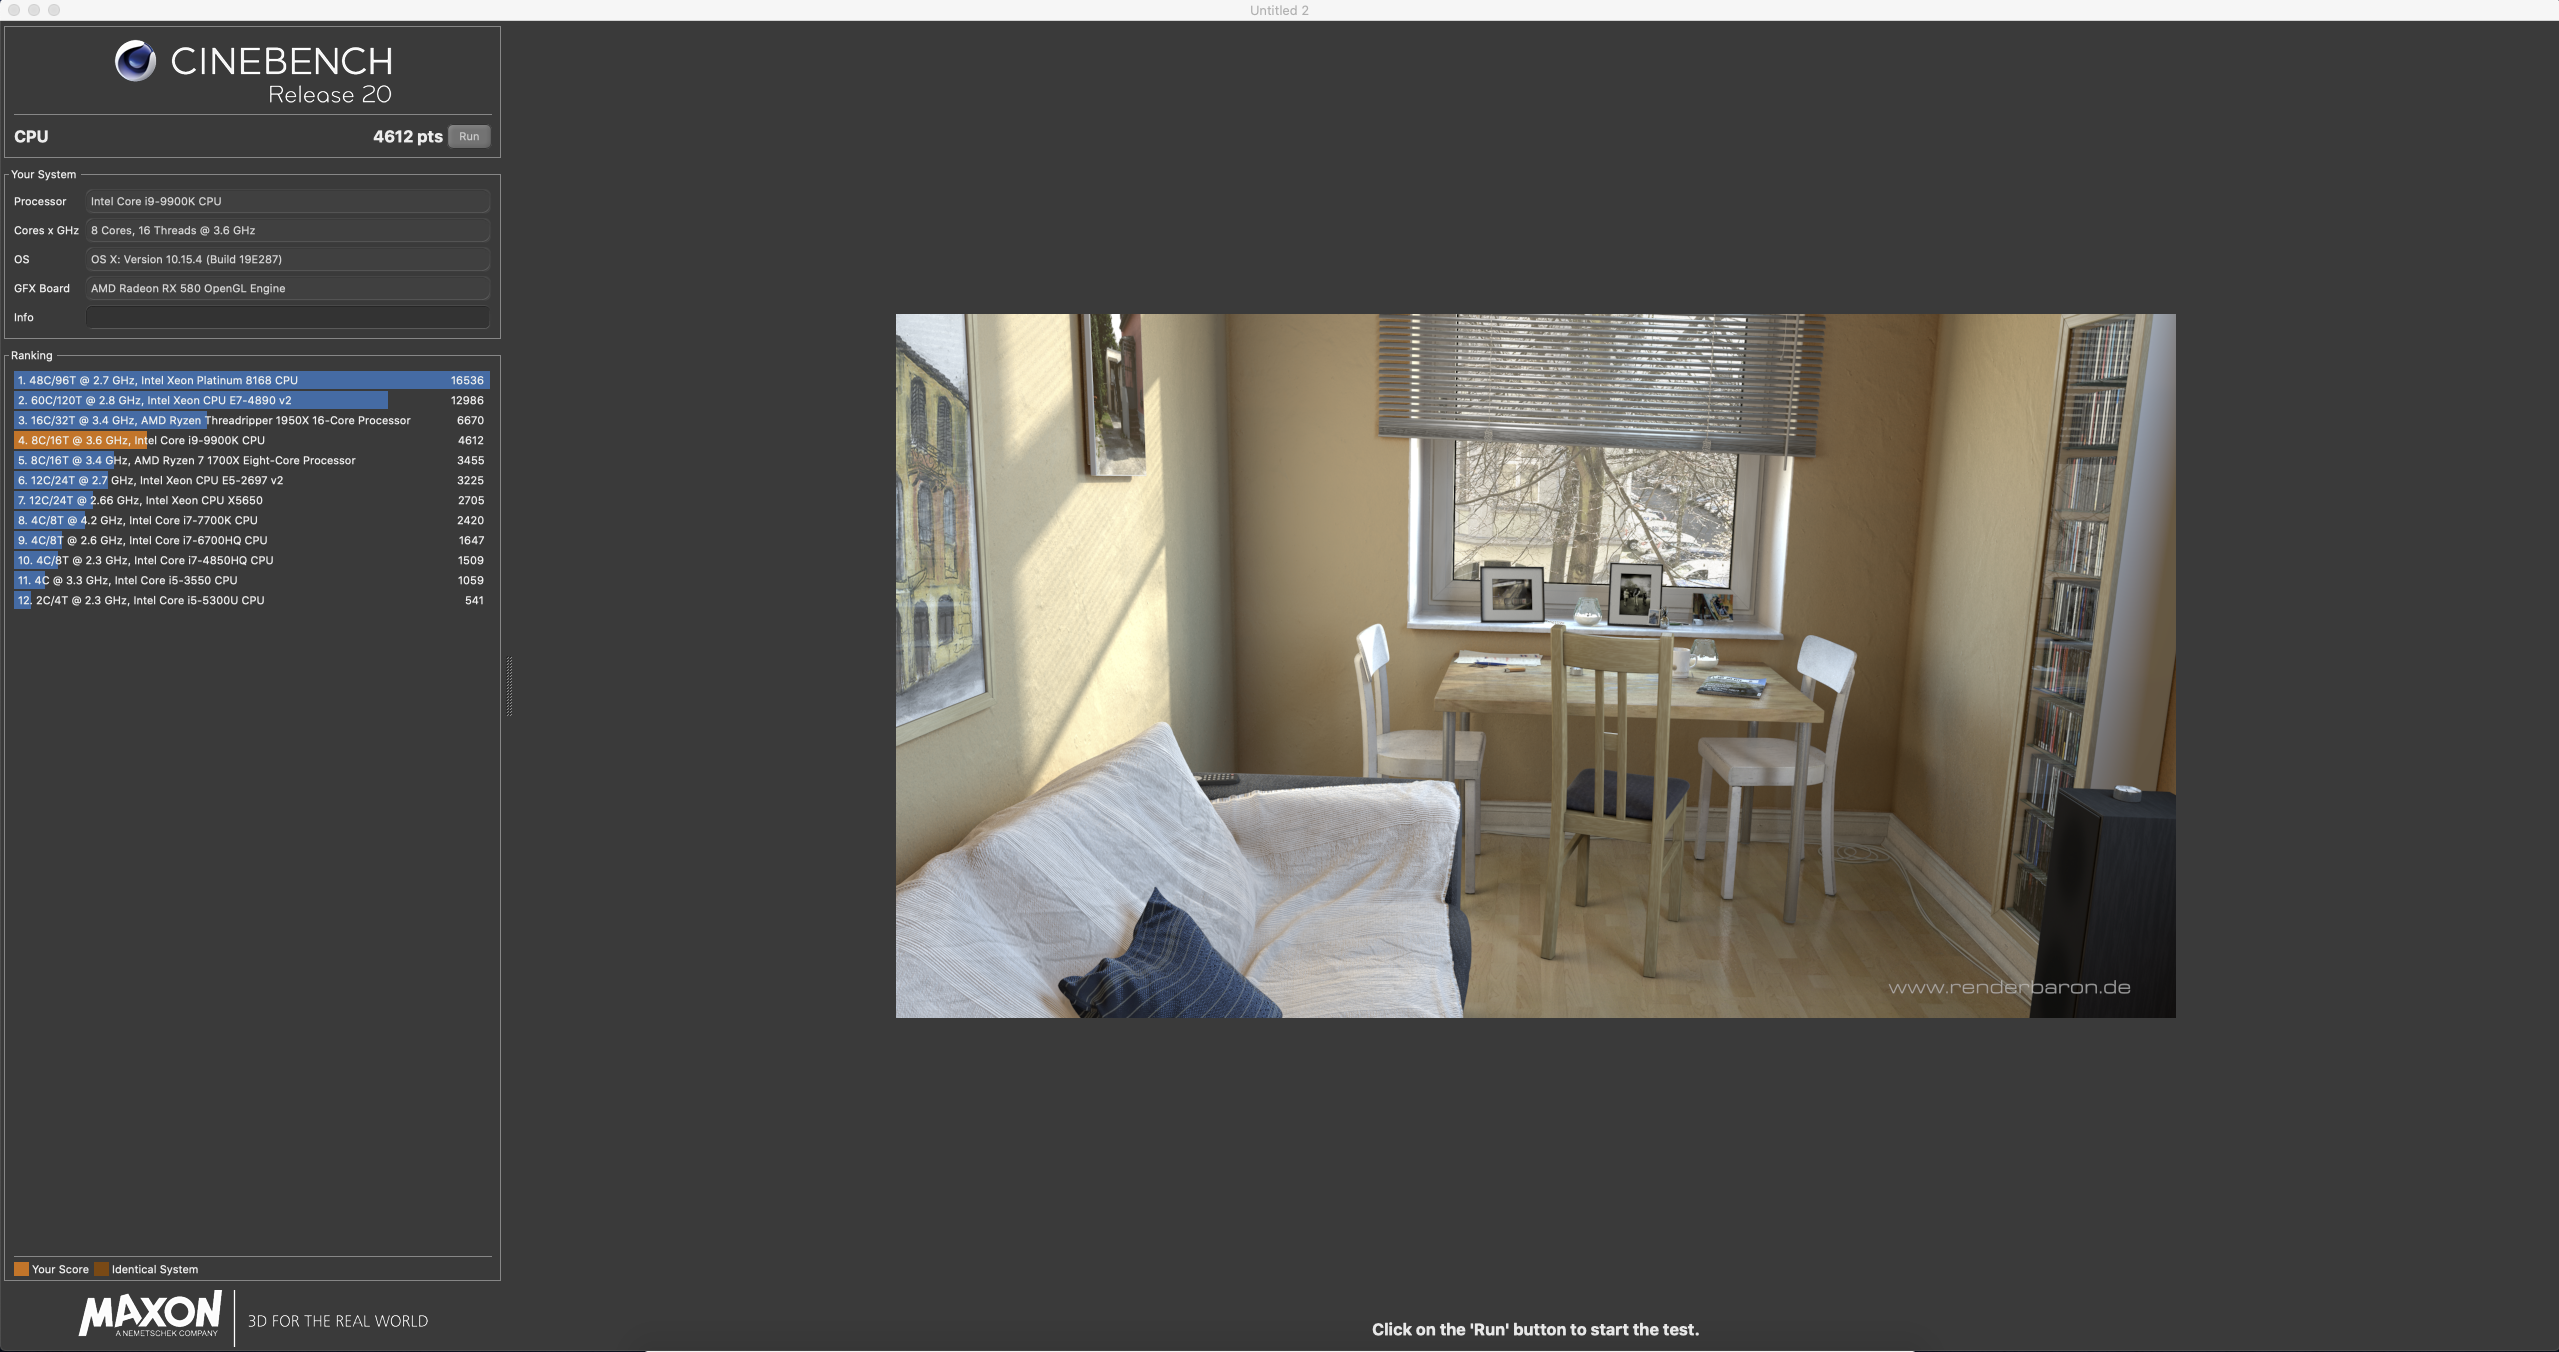 Untitled 2
CINEBENCH
Release 20
CPU 4612 pts Run
Your System
Processor Intel Core i9-9900K CPU
Cores x GHz 8 Cores, 16 Threads @ 3.6 GHz
OS OS X: Version 10.15.4 (Build 19E287)
GFX Board AMD Radeon RX 580 OpenGL Engine
Info
Ranking
1. 48C/96T @ 2.7 GHz, Intel Xeon Platinum 8168 CPU 16536
2. 60C/120T @ 2.8 GHz, Intel Xeon CPU E7-4890 v2 12986
3. 16C/32T @ 3.4 GHz, AMD Ryzen Threadripper 1950X 16-Core Processor 6670
4. 8C/16T @ 3.6 GHz, Intel Core i9-9900K CPU 4612
5. 8C/16T @ 3.4 GHz, AMD Ryzen 7 1700X Eight-Core Processor 3455
6. 12C/24T @ 2.7 GHz, Intel Xeon CPU E5-2697 v2 3225
7. 12C/24T @ 2.66 GHz, Intel Xeon CPU X5650 2705
8. 4C/8T @ 4.2 GHz, Intel Core i7-7700K CPU 2420
9. 4C/8T @ 2.6 GHz, Intel Core i7-6700HQ CPU 1647
10. 4C/8T @ 2.3 GHz, Intel Core i7-4850HQ CPU 1509
11. 4C @ 3.3 GHz, Intel Core i5-3550 CPU 1059
12. 2C/4T @ 2.3 GHz, Intel Core i5-5300U CPU 541
Your Score Identical System
MAXON
A NEMETSCHEK COMPANY
3D FOR THE REAL WORLD
www.renderbaron.de
Click on the 'Run' button to start the test.